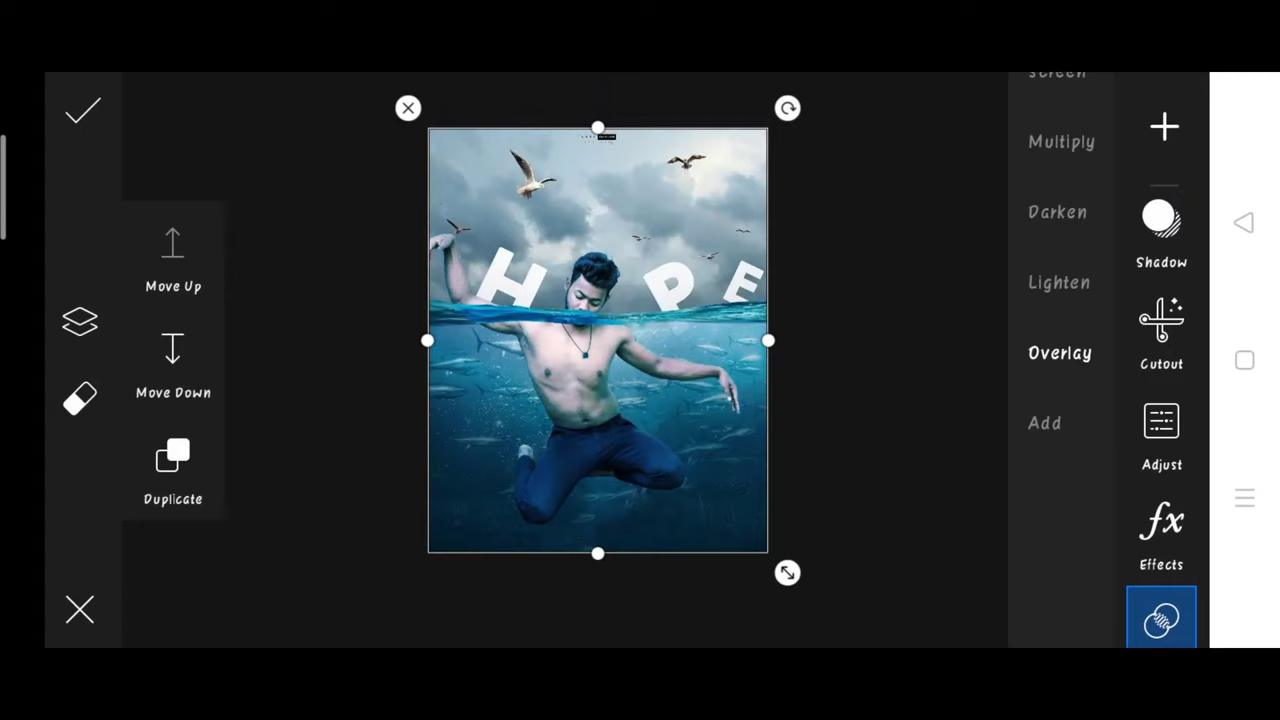 Screen
Multiply
Darken
Lighten
Overlay
Add
Shadow
Cutout
Adjust
Effects
Move Up
Move Down
Duplicate
H PE